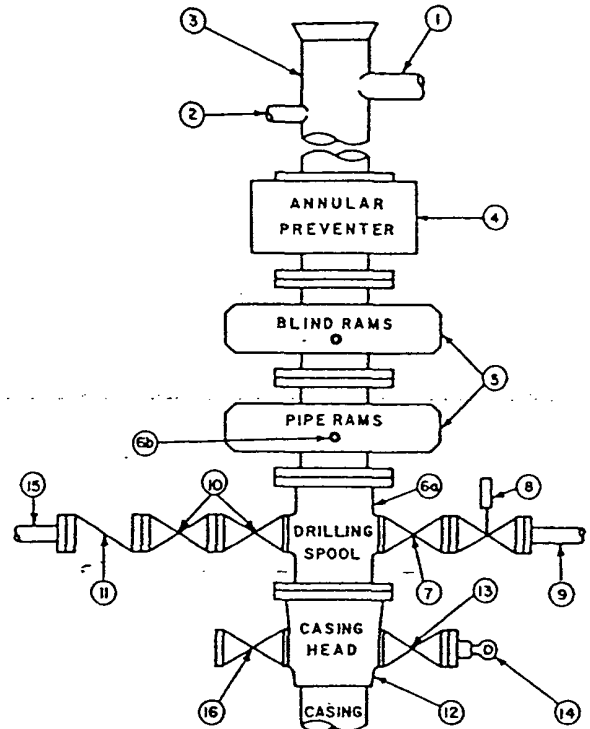 3
1
2
ANNULAR
PREVENTER
4
BLIND RAMS
5
PIPE RAMS
6b
6a
8
15
10
DRILLING
SPOOL
11
7
9
13
CASING
HEAD
16
12
14
CASING